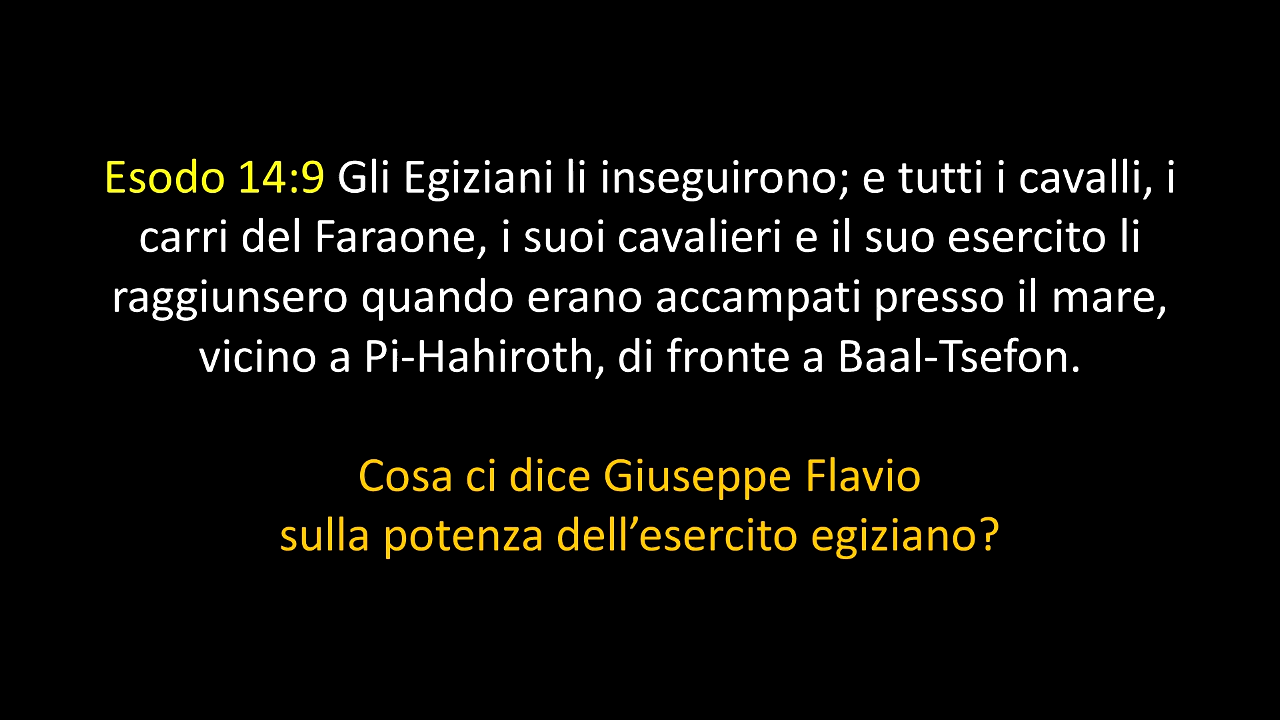 Esodo 14:9 Gli Egiziani li inseguirono; e tutti i cavalli, i
carri del Faraone, i suoi cavalieri e il suo esercito li
raggiunsero quando erano accampati presso il mare,
vicino a Pi-Hahiroth, di fronte a Baal-Tsefon.
Cosa ci dice Giuseppe Flavio
sulla potenza dell’esercito egiziano?